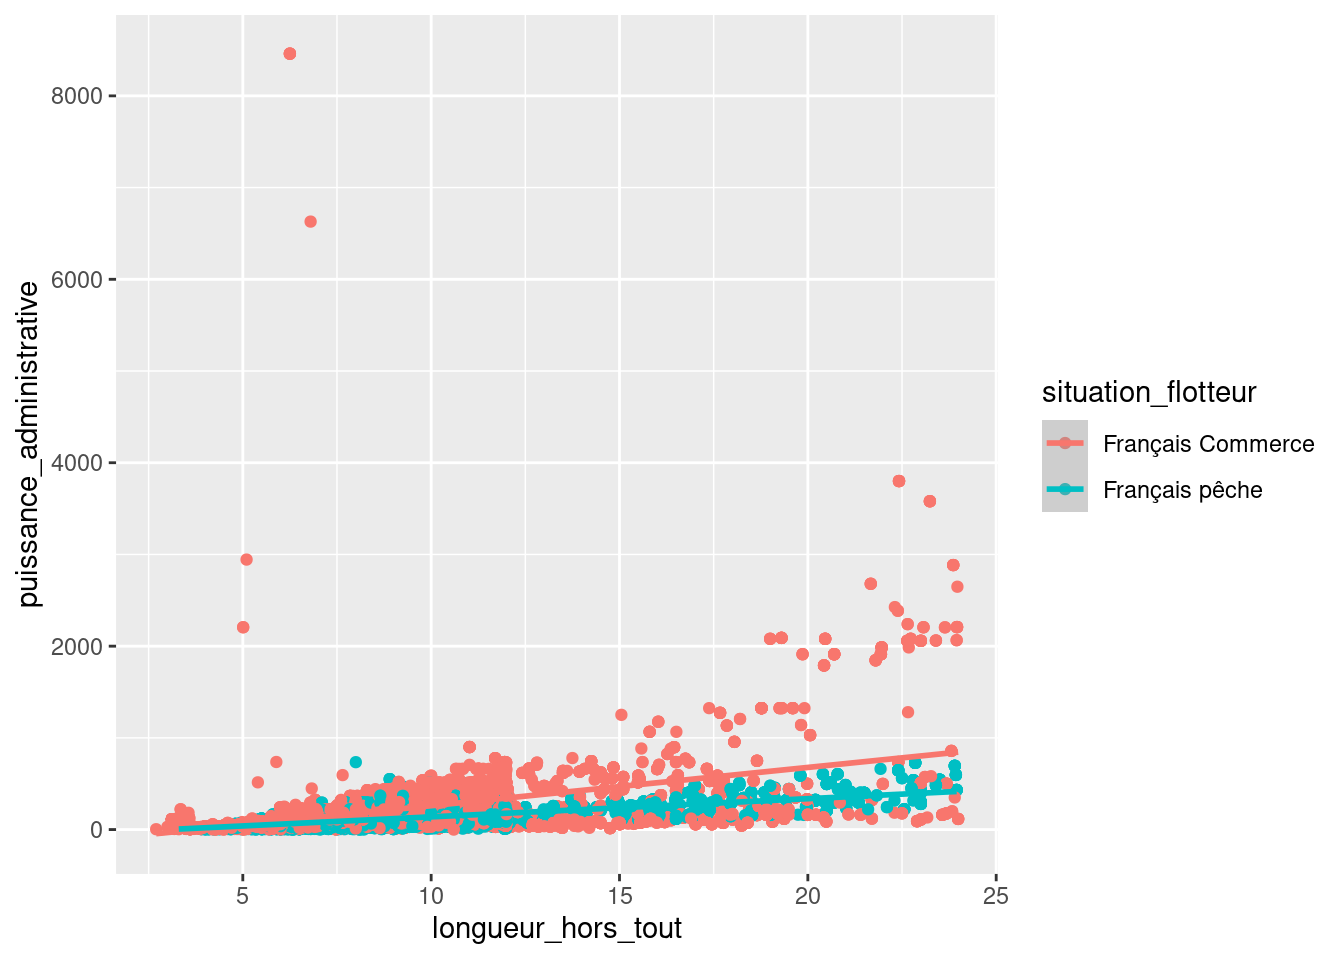 8000
6000
4000
2000
0
puissance_administrative
5
10
15
20
25
longueur_hors_tout
situation_flotteur
Français Commerce
Français pêche